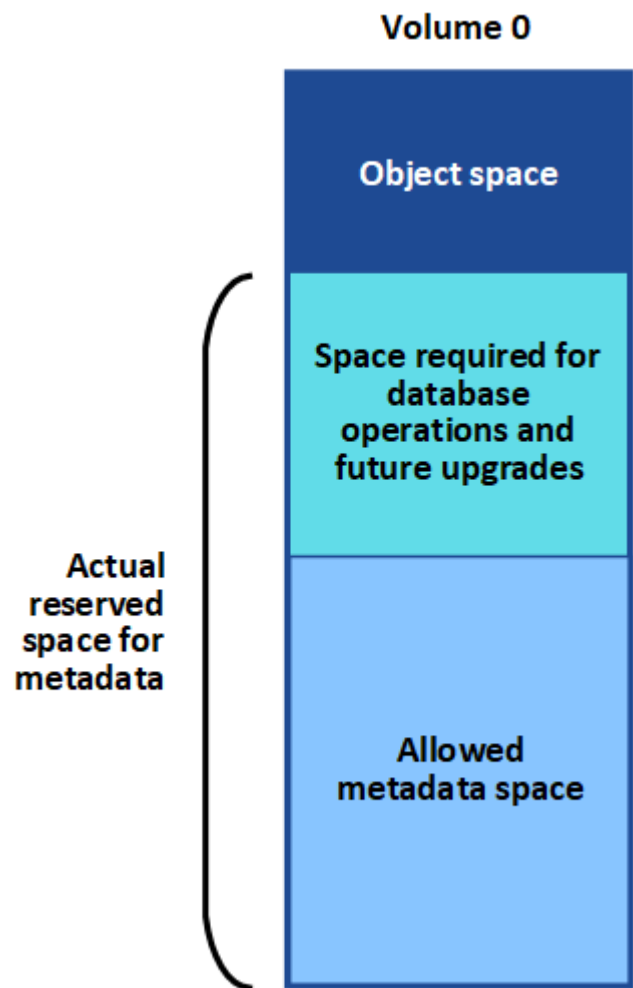 Volume 0
Object space
Space required for
database
operations and
future upgrades
Actual
reserved
space for
metadata
Allowed
metadata space